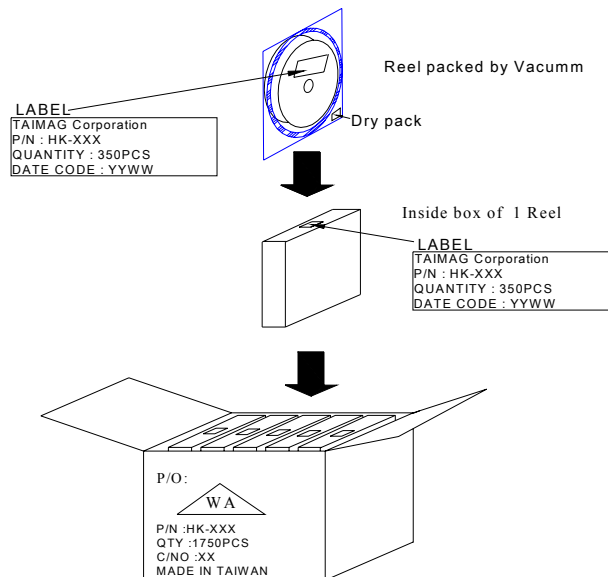 Reel packed by Vacumm
LABEL
TAIMAG Corporation
P/N : HK-XXX
QUANTITY : 350PCS
DATE CODE : YYWW
Dry pack
Inside box of 1 Reel
LABEL
TAIMAG Corporation
P/N : HK-XXX
QUANTITY : 350PCS
DATE CODE : YYWW
P/O:
WA
P/N :HK-XXX
QTY :1750PCS
C/NO :XX
MADE IN TAIWAN